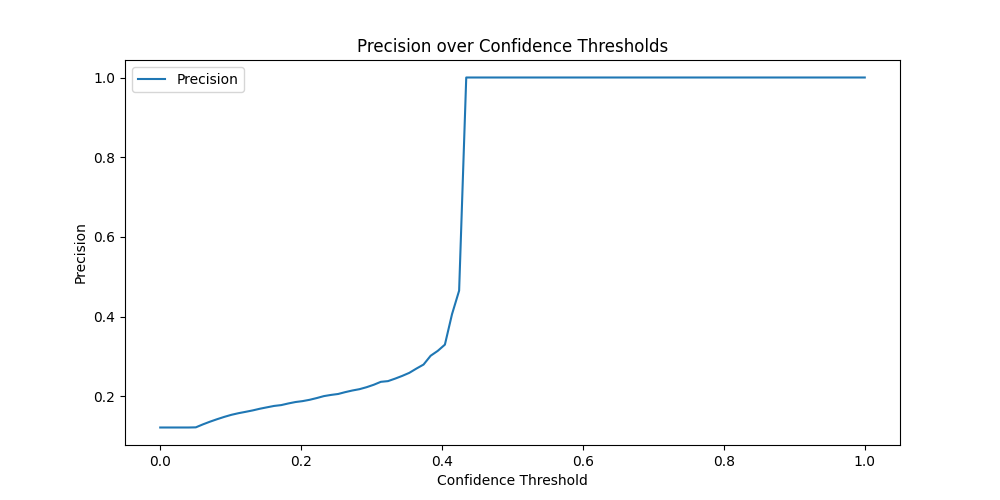 Precision over Confidence Thresholds
Precision
1.0
0.8
0.6
0.4
0.2
Precision
0.0 0.2 0.4 0.6 0.8 1.0
Confidence Threshold